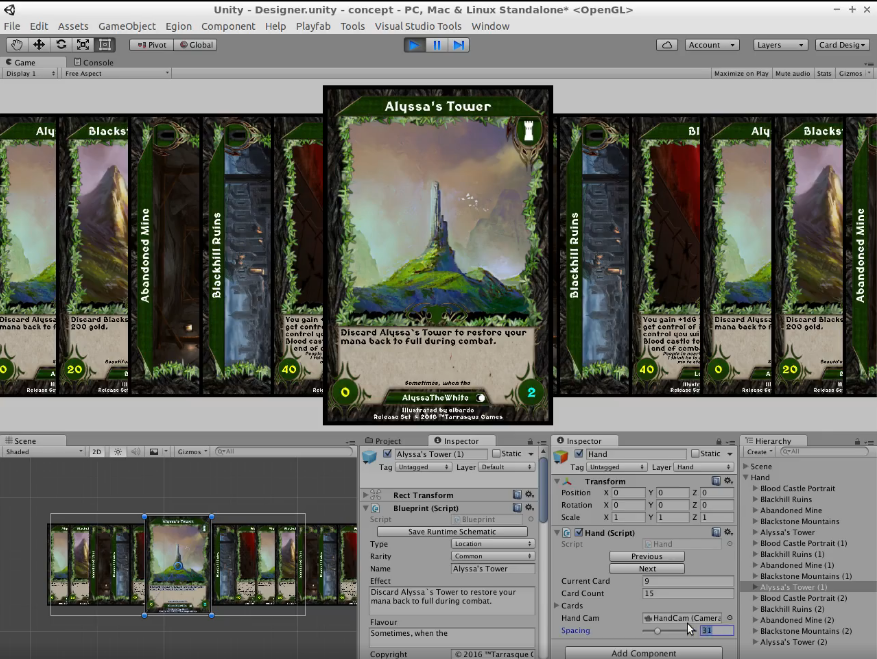 Unity - Designer.unity - concept - PC, Mac & Linux Standalone* <OpenGL>
File Edit Assets GameObject Egion Component Help Playfab Tools Visual Studio Tools Window
Pivot Global Account Layers Card Desig
Game Console
Display 1 Free Aspect Maximize on Play Mute audio Stats Gizmos
Alyssa's Tower
Aly
Blacks
Abandoned Mine
Blackhill Ruins
Blackhill Ruins
Bl
Aly
Blacks
Abandoned Mine
Discard Alyssa
mana back to f
Discard Blacks
200 gold.
You gain
get control
you wi
Blood castle
end of
Discard Alyssa`s Tower to restore your
mana back to full during combat.
Sometimes, when the
AlyssaTheWhite
Illustrated by albardo
Release Set © 2016 ™Tarrasque Games
0
2
You gain +1d6
get control of
you wi
Blood castle to
end of comb
Discard Alyssa
mana back to f
Discard Blacks
200 gold.
0
20
40
40
0
20
Scene
Shaded 2D Gizmos All
Project Inspector
Alyssa's Tower (1) Static
Tag Untagged Layer Default
Rect Transform
Blueprint (Script)
Script Blueprint
Save Runtime Schematic
Type Location
Rarity Common
Name Alyssa's Tower
Effect
Discard Alyssa`s Tower to restore your
mana back to full during combat.
Flavour
Sometimes, when the
Copyright © 2016 ™Tarrasque G
Inspector
Hand Static
Tag Untagged Layer Hand
Transform
Position X 0 Y 0 Z 0
Rotation X 0 Y 0 Z 0
Scale X 1 Y 1 Z 1
Hand (Script)
Script Hand
Previous
Next
Current Card 9
Card Count 15
Cards
Hand Cam HandCam (Camera
Spacing 31
Add Component
Hierarchy
Create All
Scene
Hand
Blood Castle Portrait
Blackhill Ruins
Abandoned Mine
Blackstone Mountains
Alyssa's Tower
Blood Castle Portrait (1)
Blackhill Ruins (1)
Abandoned Mine (1)
Blackstone Mountains (1)
Alyssa's Tower (1)
Blood Castle Portrait (2)
Blackhill Ruins (2)
Abandoned Mine (2)
Blackstone Mountains (2)
Alyssa's Tower (2)